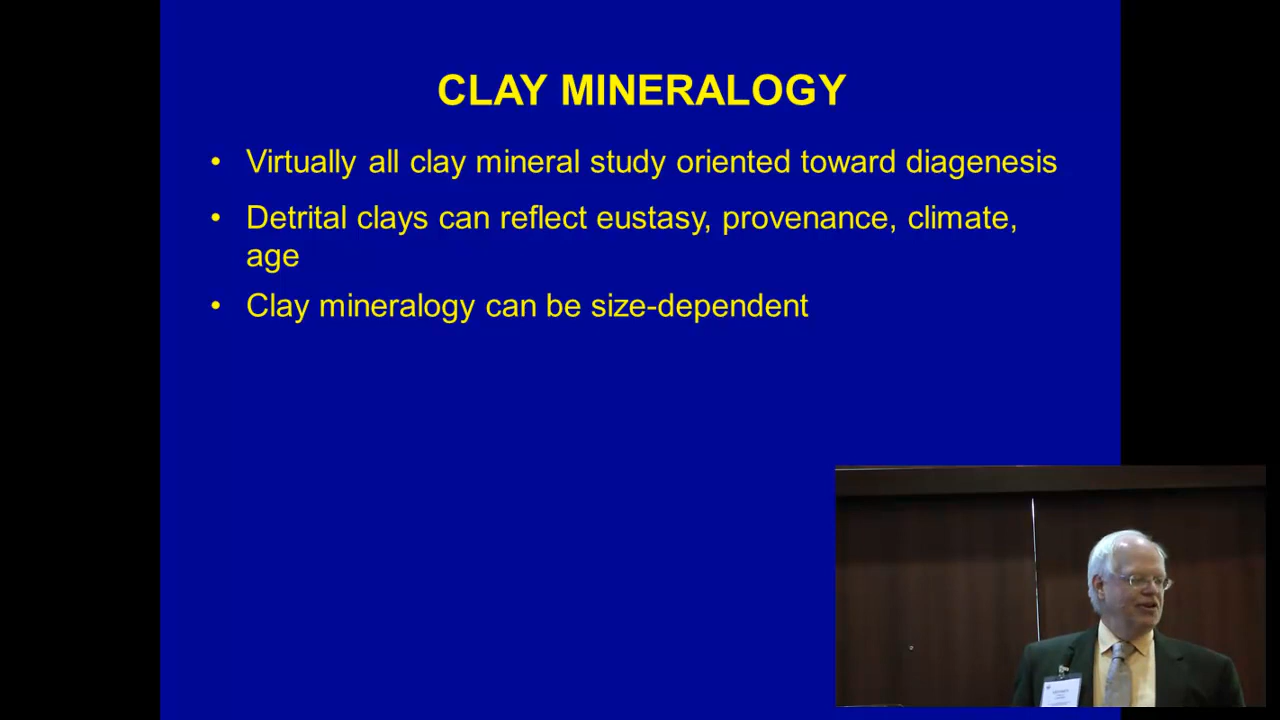 CLAY MINERALOGY
• Virtually all clay mineral study oriented toward diagenesis
• Detrital clays can reflect eustasy, provenance, climate,
age
• Clay mineralogy can be size-dependent